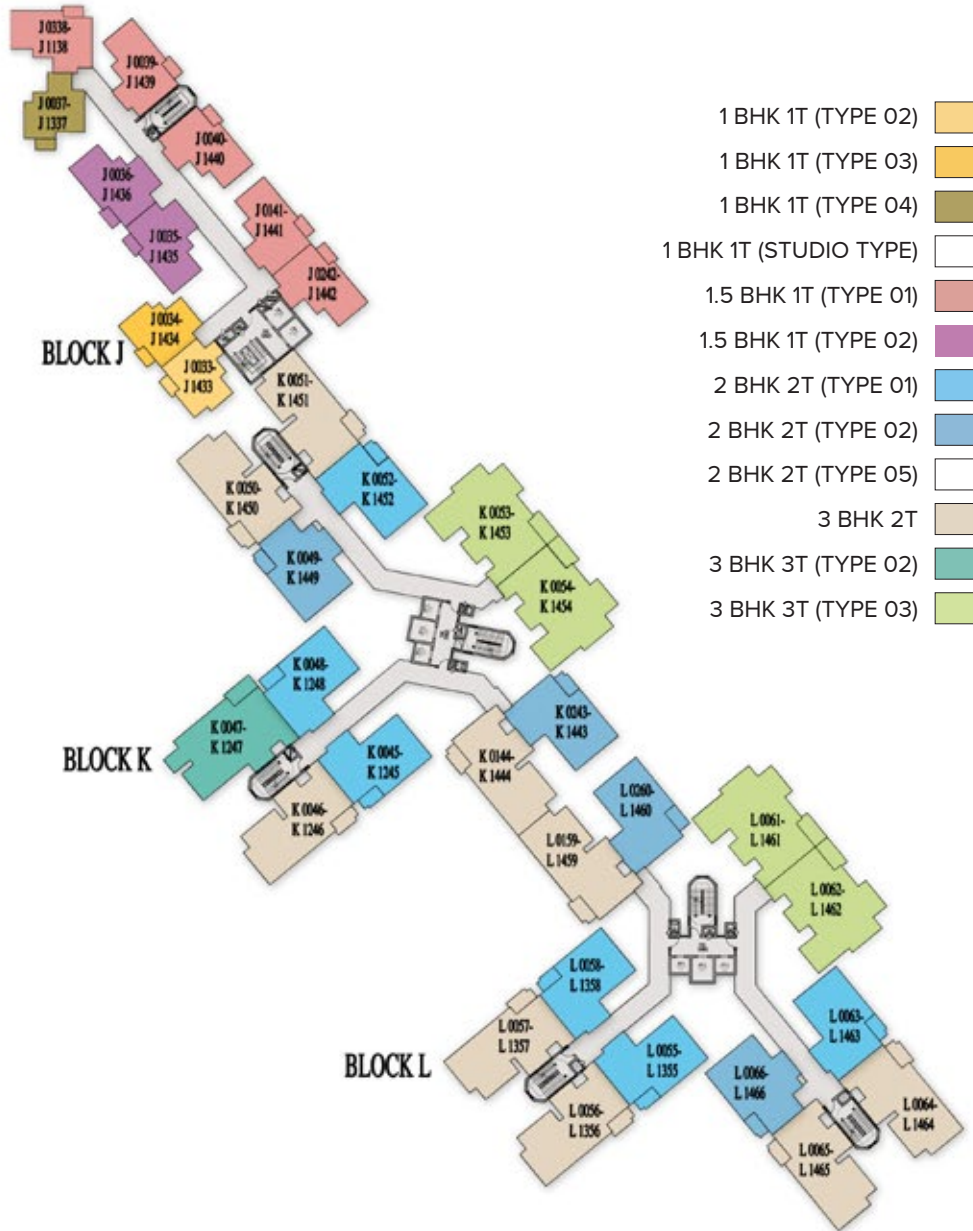 J 0338-
J 1138
J 0039-
J 1439
J 0037-
J 1337
J 0040-
J 1440
J 0036-
J 1436
J 0141-
J 1441
J 0035-
J 1435
J 0242-
J 1442
J 0034-
J 1434
BLOCK J
J 0033-
J 1433
K 0051-
K 1451
K 0050-
K 1450
K 0052-
K 1452
K 0053-
K 1453
K 0049-
K 1449
K 0054-
K 1454
K 0048-
K 1248
K 0047-
K 1247
BLOCK K
K 0045-
K 1245
K 0046-
K 1246
K 0243-
K 1443
K 0144-
K 1444
L 0260-
L 1460
L 0159-
L 1459
L 0061-
L 1461
L 0062-
L 1462
L 0058-
L 1358
L 0057-
L 1357
BLOCK L
L 0055-
L 1355
L 0056-
L 1356
L 0063-
L 1463
L 0066-
L 1466
L 0064-
L 1464
L 0065-
L 1465
1 BHK 1T (TYPE 02)
1 BHK 1T (TYPE 03)
1 BHK 1T (TYPE 04)
1 BHK 1T (STUDIO TYPE)
1.5 BHK 1T (TYPE 01)
1.5 BHK 1T (TYPE 02)
2 BHK 2T (TYPE 01)
2 BHK 2T (TYPE 02)
2 BHK 2T (TYPE 05)
3 BHK 2T
3 BHK 3T (TYPE 02)
3 BHK 3T (TYPE 03)